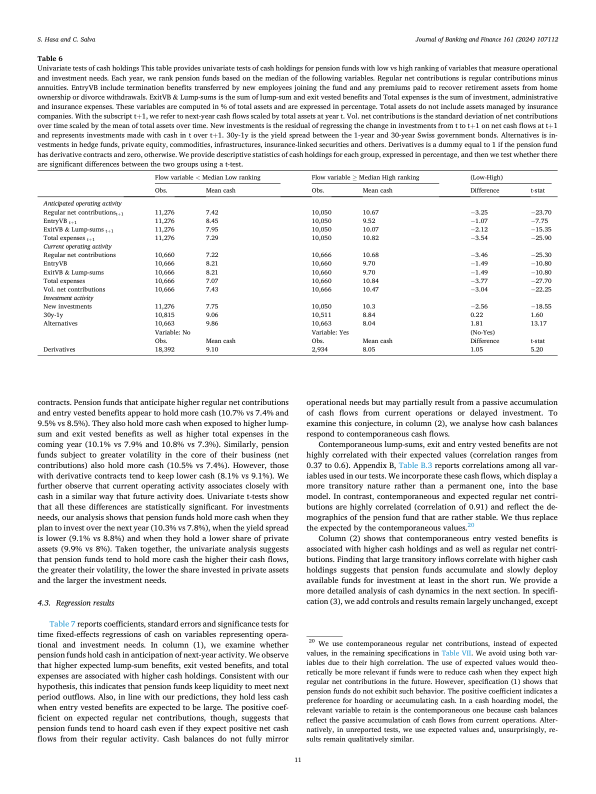 S. Hasa and C. Salva
Journal of Banking and Finance 161 (2024) 107112
Table 6
Univariate tests of cash holdings This table provides univariate tests of cash holdings for pension funds with low vs high ranking of variables that measure operational
and investment needs. Each year, we rank pension funds based on the median of the following variables. Regular net contributions is regular contributions minus
annuities. EntryVB include termination benefits transferred by new employees joining the fund and any premiums paid to recover retirement assets from home
ownership or divorce withdrawals. ExitVB & Lump-sums is the sum of lump-sum and exit vested benefits and Total expenses is the sum of investment, administrative
and insurance expenses. These variables are computed in % of total assets and are expressed in percentage. Total assets do not include assets managed by insurance
companies. With the subscript t+1, we refer to next-year cash flows scaled by total assets at year t. Vol. net contributions is the standard deviation of net contributions
over time scaled by the mean of total assets over time. New investments is the residual of regressing the change in investments from t to t+1 on net cash flows at t+1
and represents investments made with cash in t over t+1. 30y-1y is the yield spread between the 1-year and 30-year Swiss government bonds. Alternatives is in-
vestments in hedge funds, private equity, commodities, infrastructures, insurance-linked securities and others. Derivatives is a dummy equal to 1 if the pension fund
has derivative contracts and zero, otherwise. We provide descriptive statistics of cash holdings for each group, expressed in percentage, and then we test whether there
are significant differences between the two groups using a t-test.
Flow variable < Median Low ranking Flow variable ≥ Median High ranking (Low-High)
Obs. Mean cash Obs. Mean cash Difference t-stat
Anticipated operating activity
Regular net contributionst+1 11,276 7.42 10,050 10.67 −3.25 −23.70
EntryVB t+1 11,276 8.45 10,050 9.52 −1.07 −7.75
ExitVB & Lump-sums t+1 11,276 7.95 10,050 10.07 −2.12 −15.35
Total expenses t+1 11,276 7.29 10,050 10.82 −3.54 −25.90
Current operating activity
Regular net contributions 10,660 7.22 10,666 10.68 −3.46 −25.30
EntryVB 10,666 8.21 10,660 9.70 −1.49 −10.80
ExitVB & Lump-sums 10,666 8.21 10,660 9.70 −1.49 −10.80
Total expenses 10,666 7.07 10,660 10.82 −3.77 −27.70
Vol. net contributions 10,660 7.43 10,666 10.47 −3.04 −22.25
Investment activity
New investments 11,276 7.75 10,050 10.3 −2.56 −18.55
30y-1y 10,815 9.06 10,511 8.84 0.22 1.60
Alternatives 10,663 9.86 10,663 8.04 1.81 13.17
Variable: No Variable: Yes (No-Yes)
Obs. Mean cash Obs. Mean cash Difference t-stat
Derivatives 18,392 9.10 2,934 8.05 1.05 5.20
contracts. Pension funds that anticipate higher regular net contributions
and entry vested benefits appear to hold more cash (10.7% vs 7.4% and
9.5% vs 8.5%). They also hold more cash when exposed to higher lump-
sum and exit vested benefits as well as higher total expenses in the
coming year (10.1% vs 7.9% and 10.8% vs 7.3%). Similarly, pension
funds subject to greater volatility in the core of their business (net
contributions) also hold more cash (10.5% vs 7.4%). However, those
with derivative contracts tend to keep lower cash (8.1% vs 9.1%). We
further observe that current operating activity associates closely with
cash in a similar way that future activity does. Univariate t-tests show
that all these differences are statistically significant. For investments
needs, our analysis shows that pension funds hold more cash when they
plan to invest over the next year (10.3% vs 7.8%), when the yield spread
is lower (9.1% vs 8.8%) and when they hold a lower share of private
assets (9.9% vs 8%). Taken together, the univariate analysis suggests
that pension funds tend to hold more cash the higher their cash flows,
the greater their volatility, the lower the share invested in private assets
and the larger the investment needs.
4.3. Regression results
Table 7 reports coefficients, standard errors and significance tests for
time fixed-effects regressions of cash on variables representing opera-
tional and investment needs. In column (1), we examine whether
pension funds hold cash in anticipation of next-year activity. We observe
that higher expected lump-sum benefits, exit vested benefits, and total
expenses are associated with higher cash holdings. Consistent with our
hypothesis, this indicates that pension funds keep liquidity to meet next
period outflows. Also, in line with our predictions, they hold less cash
when entry vested benefits are expected to be large. The positive coef-
ficient on expected regular net contributions, though, suggests that
pension funds tend to hoard cash even if they expect positive net cash
flows from their regular activity. Cash balances do not fully mirror
operational needs but may partially result from a passive accumulation
of cash flows from current operations or delayed investment. To
examine this conjecture, in column (2), we analyse how cash balances
respond to contemporaneous cash flows.
Contemporaneous lump-sums, exit and entry vested benefits are not
highly correlated with their expected values (correlation ranges from
0.37 to 0.6). Appendix B, Table B.3 reports correlations among all var-
iables used in our tests. We incorporate these cash flows, which display a
more transitory nature rather than a permanent one, into the base
model. In contrast, contemporaneous and expected regular net contri-
butions are highly correlated (correlation of 0.91) and reflect the de-
mographics of the pension fund that are rather stable. We thus replace
the expected by the contemporaneous values.20
Column (2) shows that contemporaneous entry vested benefits is
associated with higher cash holdings and as well as regular net contri-
butions. Finding that large transitory inflows correlate with higher cash
holdings suggests that pension funds accumulate and slowly deploy
available funds for investment at least in the short run. We provide a
more detailed analysis of cash dynamics in the next section. In specifi-
cation (3), we add controls and results remain largely unchanged, except
20 We use contemporaneous regular net contributions, instead of expected
values, in the remaining specifications in Table VII. We avoid using both var-
iables due to their high correlation. The use of expected values would theo-
retically be more relevant if funds were to reduce cash when they expect high
regular net contributions in the future. However, specification (1) shows that
pension funds do not exhibit such behavior. The positive coefficient indicates a
preference for hoarding or accumulating cash. In a cash hoarding model, the
relevant variable to retain is the contemporaneous one because cash balances
reflect the passive accumulation of cash flows from current operations. Alter-
natively, in unreported tests, we use expected values and, unsurprisingly, re-
sults remain qualitatively similar.
11